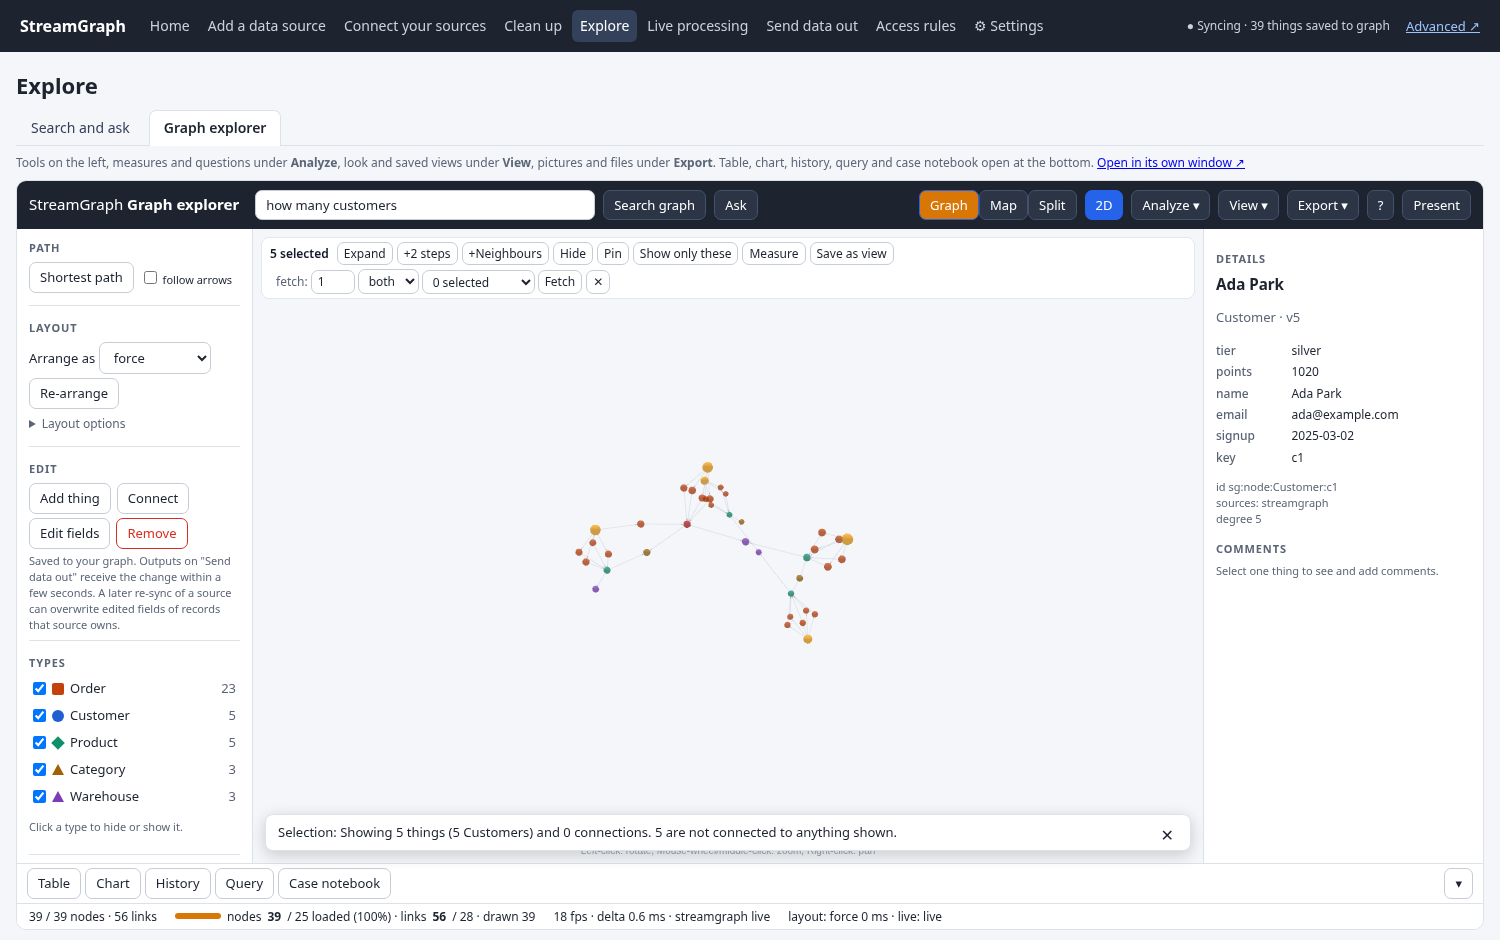 StreamGraph Home Add a data source Connect your sources Clean up Explore Live processing Send data out Access rules ⚙ Settings ● Syncing · 39 things saved to graph Advanced ↗
Explore
Search and ask Graph explorer
Tools on the left, measures and questions under Analyze, look and saved views under View, pictures and files under Export. Table, chart, history, query and case notebook open at the bottom. Open in its own window ↗
StreamGraph Graph explorer how many customers Search graph Ask Graph Map Split 2D Analyze ▾ View ▾ Export ▾ ? Present
PATH
Shortest path follow arrows
LAYOUT
Arrange as force
Re-arrange
▶ Layout options
EDIT
Add thing Connect
Edit fields Remove
Saved to your graph. Outputs on "Send
data out" receive the change within a
few seconds. A later re-sync of a source
can overwrite edited fields of records
that source owns.
TYPES
Order 23
Customer 5
Product 5
Category 3
Warehouse 3
Click a type to hide or show it.
5 selected Expand +2 steps +Neighbours Hide Pin Show only these Measure Save as view
fetch: 1 both 0 selected Fetch ✕
Selection: Showing 5 things (5 Customers) and 0 connections. 5 are not connected to anything shown. ✕
Left-click: rotate, Mouse-wheel/middle-click: zoom, Right-click: pan
DETAILS
Ada Park
Customer · v5
tier silver
points 1020
name Ada Park
email ada@example.com
signup 2025-03-02
key c1
id sg:node:Customer:c1
sources: streamgraph
degree 5
COMMENTS
Select one thing to see and add comments.
Table Chart History Query Case notebook ▾
39 / 39 nodes · 56 links nodes 39 / 25 loaded (100%) · links 56 / 28 · drawn 39 18 fps · delta 0.6 ms · streamgraph live layout: force 0 ms · live: live